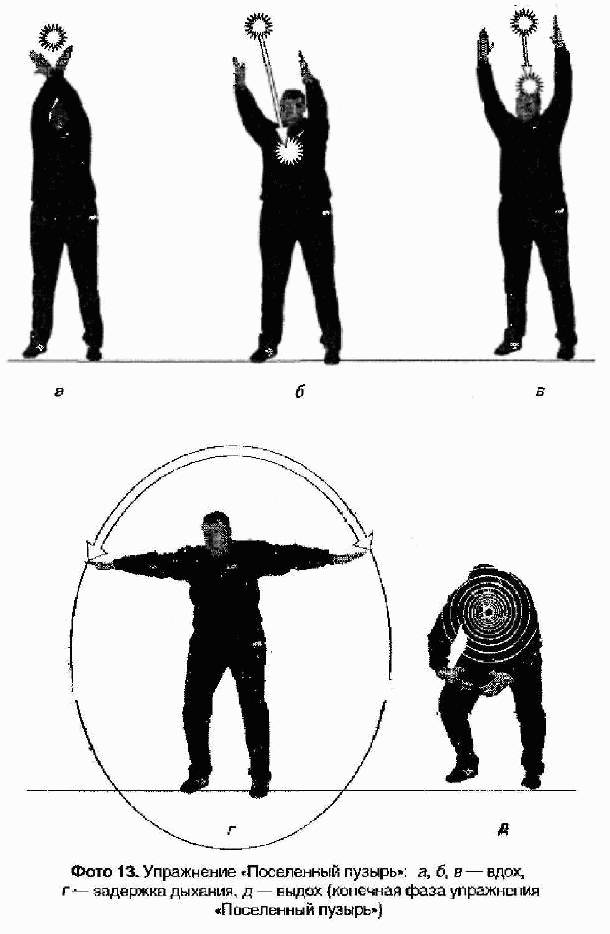 а б в
г д
Фото 13. Упражнение «Поселенный пузырь»: а, б, в — вдох,
г — задержка дыхания, д — выдох (конечная фаза упражнения
«Поселенный пузырь»)